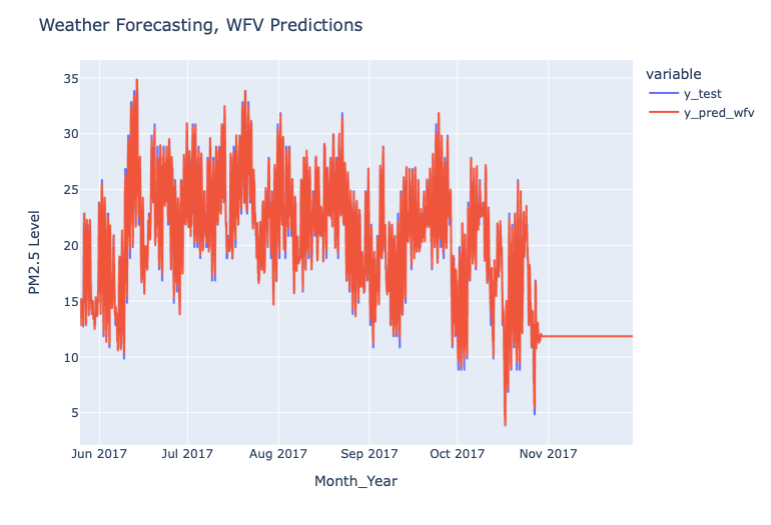 Weather Forecasting, WFV Predictions
variable
y_test
y_pred_wfv
PM2.5 Level
35
30
25
20
15
10
5
Jun 2017 Jul 2017 Aug 2017 Sep 2017 Oct 2017 Nov 2017
Month_Year